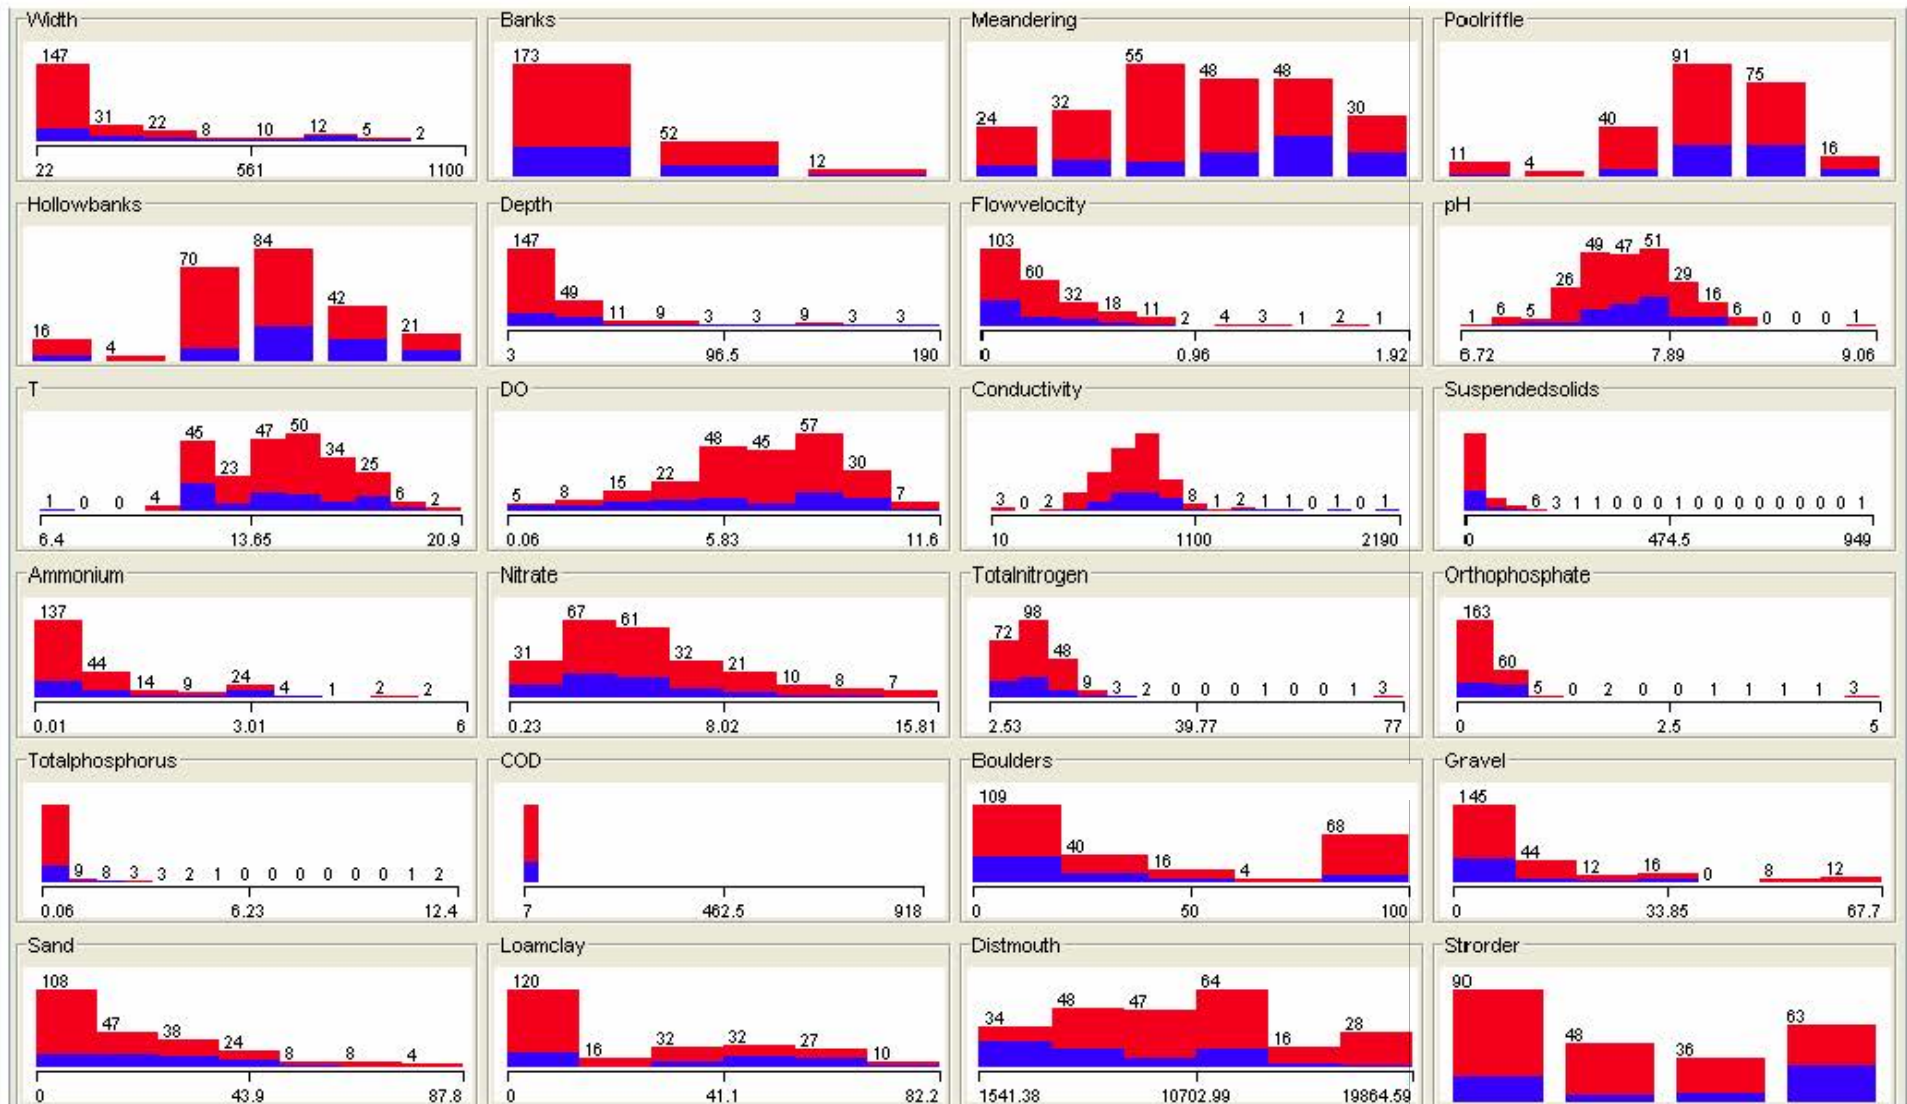 Width
147
31 22 8 10 12 5 2
22 561 1100
Banks
173
52
12
Meandering
24 32 55 48 48 30
Poolriffle
11 4 40 91 75 16
Hollowbanks
16 4 70 84 42 21
Depth
147
49 11 9 3 3 9 3 3
3 96.5 190
Flowvelocity
103 60 32 18 11 2 4 3 1 2 1
0 0.96 1.92
pH
1 6 5 26 49 47 51 29 16 6 0 0 0 1
6.72 7.89 9.06
T
1 0 0 4 45 23 47 50 34 25 6 2
6.4 13.65 20.9
DO
5 8 15 22 48 45 57 30 7
0.06 5.83 11.6
Conductivity
3 0 2 8 1 2 1 1 0 1 0 1
10 1100 2190
Suspendedsolids
6 3 1 1 0 0 0 1 0 0 0 0 0 0 0 0 1
0 474.5 949
Ammonium
137 44 14 9 24 4 1 2 2
0.01 3.01 6
Nitrate
31 67 61 32 21 10 8 7
0.23 8.02 15.81
Totalnitrogen
72 98 48 9 3 2 0 0 0 1 0 0 1 3
2.53 39.77 77
Orthophosphate
163 60 5 0 2 0 0 1 1 1 1 3
0 2.5 5
Totalphosphorus
9 8 3 3 2 1 0 0 0 0 0 0 1 2
0.06 6.23 12.4
COD
7 462.5 918
Boulders
109 40 16 4 68
0 50 100
Gravel
145 44 12 16 0 8 12
0 33.85 67.7
Sand
108 47 38 24 8 8 4
0 43.9 87.8
Loamclay
120 16 32 32 27 10
0 41.1 82.2
Distmouth
34 48 47 64 16 28
1541.38 10702.99 19864.59
Strorder
90 48 36 63